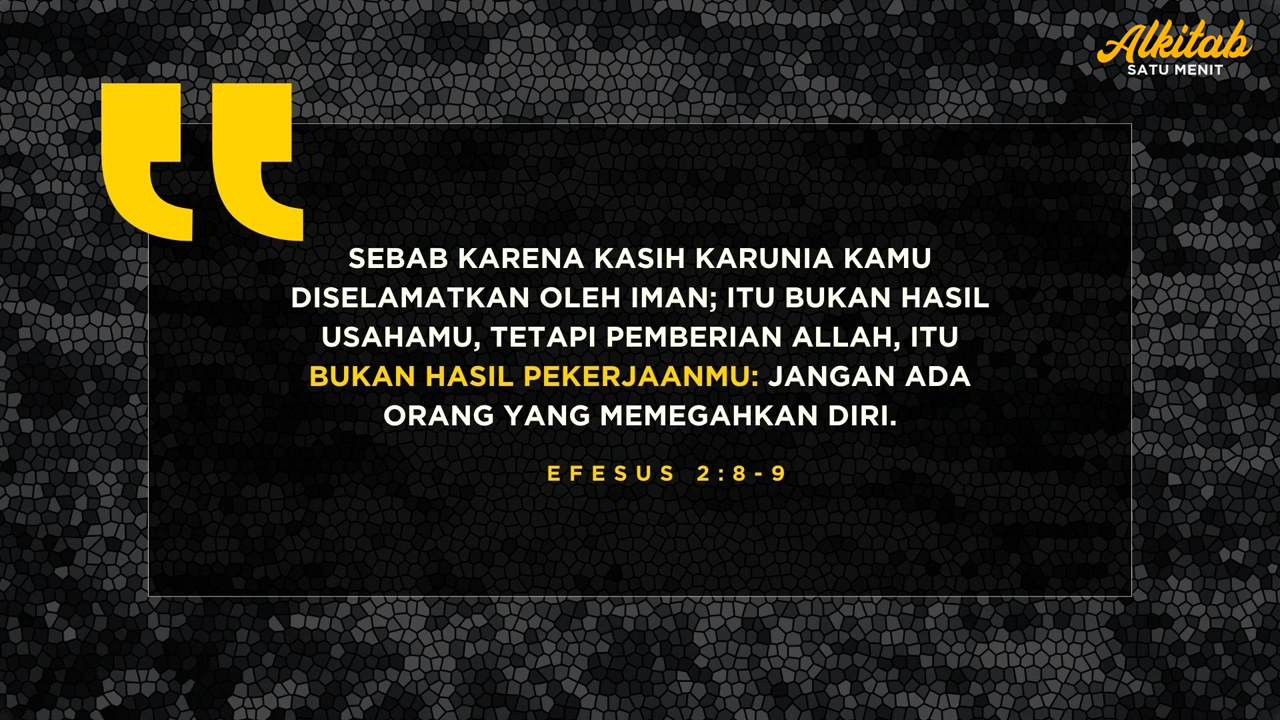 Alkitab
SATU MENIT
SEBAB KARENA KASIH KARUNIA KAMU
DISELAMATKAN OLEH IMAN; ITU BUKAN HASIL
USAHAMU, TETAPI PEMBERIAN ALLAH, ITU
BUKAN HASIL PEKERJAANMU: JANGAN ADA
ORANG YANG MEMEGAHKAN DIRI.
EFESUS 2:8-9